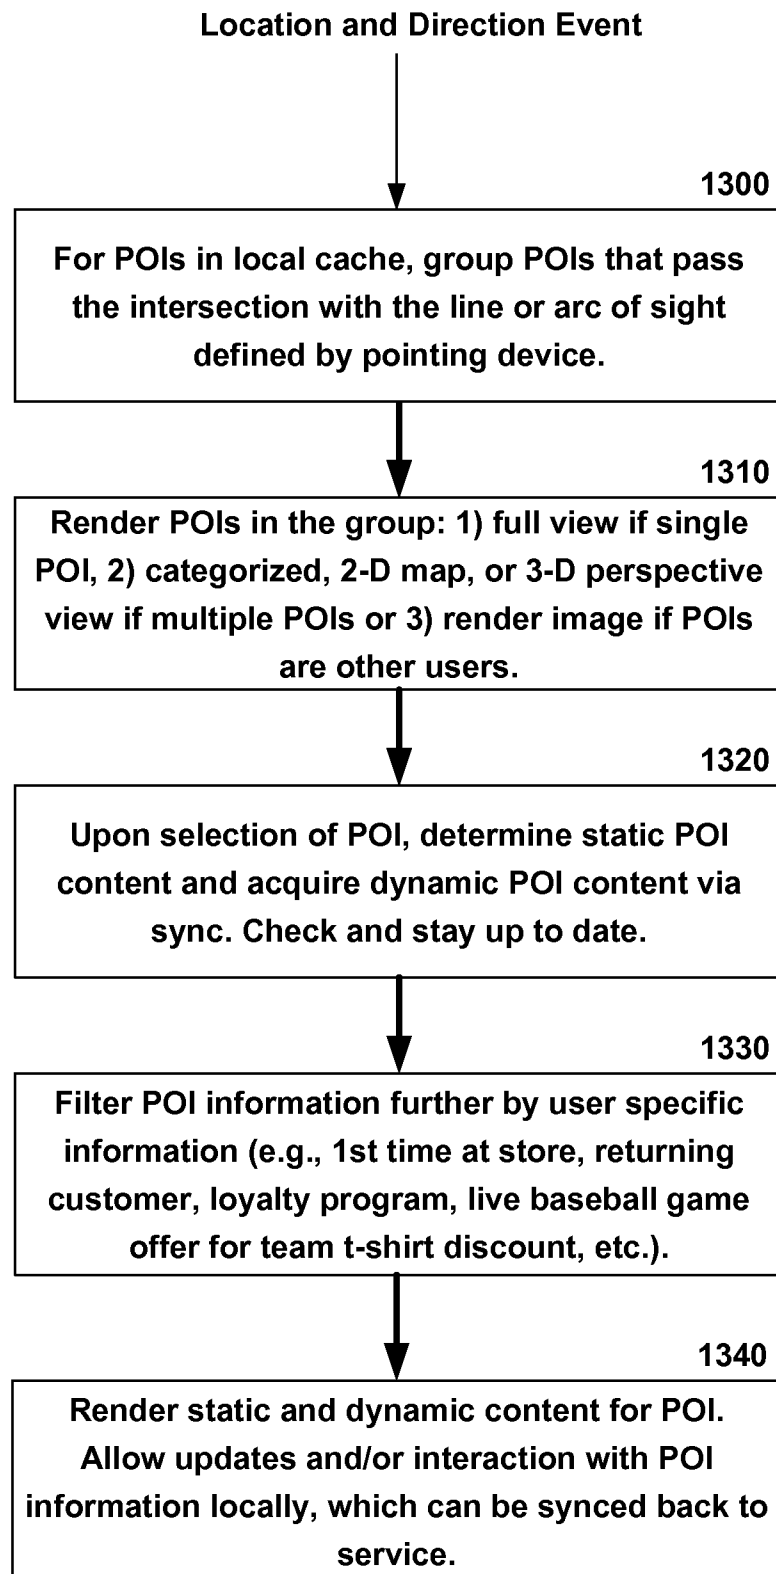 Location and Direction Event
1300
For POIs in local cache, group POIs that pass
the intersection with the line or arc of sight
defined by pointing device.
1310
Render POIs in the group: 1) full view if single
POI, 2) categorized, 2-D map, or 3-D perspective
view if multiple POIs or 3) render image if POIs
are other users.
1320
Upon selection of POI, determine static POI
content and acquire dynamic POI content via
sync. Check and stay up to date.
1330
Filter POI information further by user specific
information (e.g., 1st time at store, returning
customer, loyalty program, live baseball game
offer for team t-shirt discount, etc.).
1340
Render static and dynamic content for POI.
Allow updates and/or interaction with POI
information locally, which can be synced back to
service.